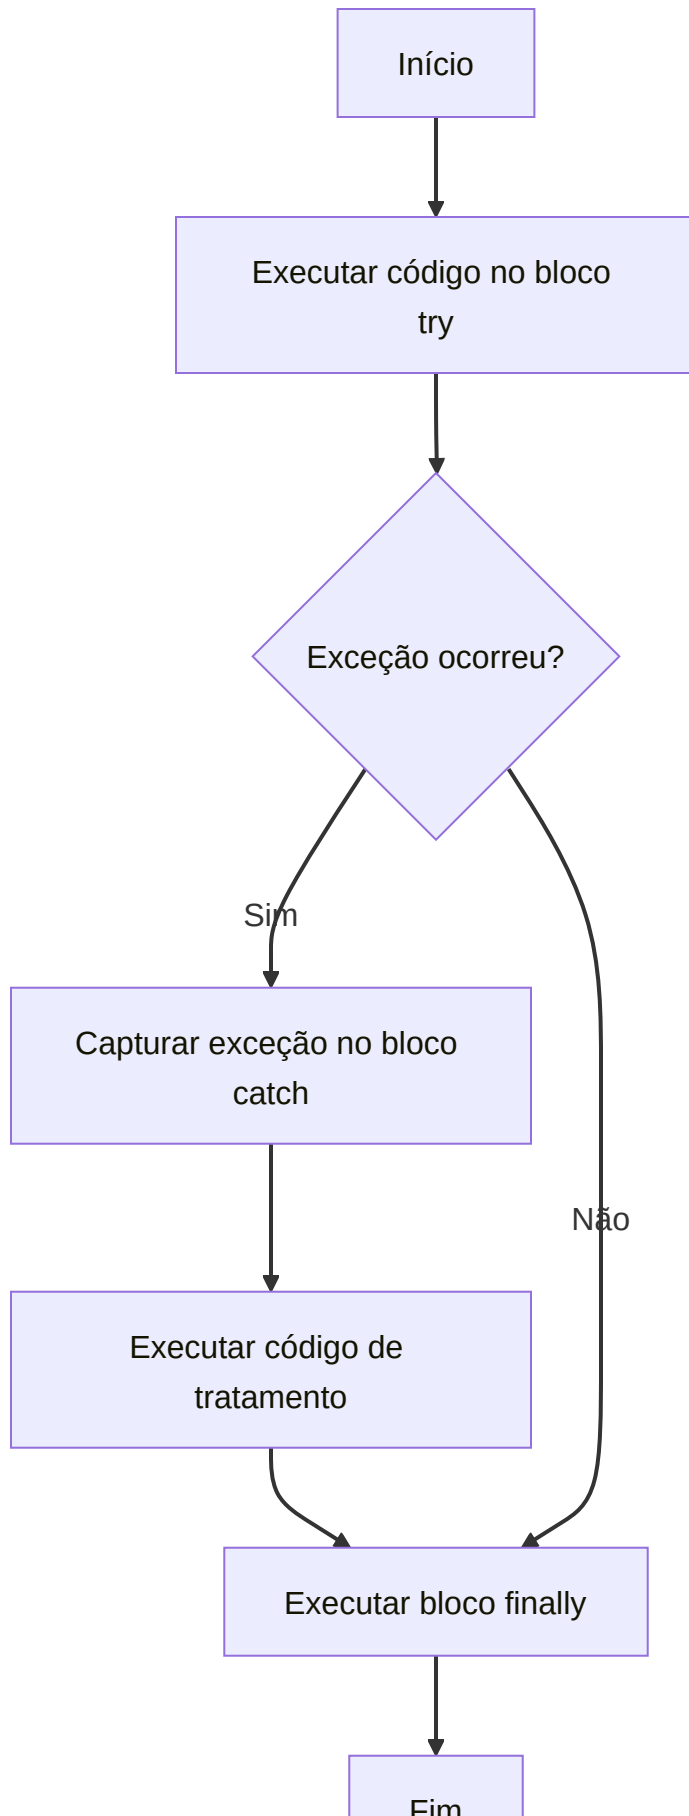 Início
Executar código no bloco
try
Exceção ocorreu?
Sim
Capturar exceção no bloco
catch
Não
Executar código de
tratamento
Executar bloco finally
Fim